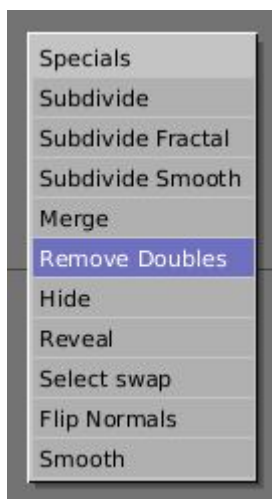 Specials
Subdivide
Subdivide Fractal
Subdivide Smooth
Merge
Remove Doubles
Hide
Reveal
Select swap
Flip Normals
Smooth